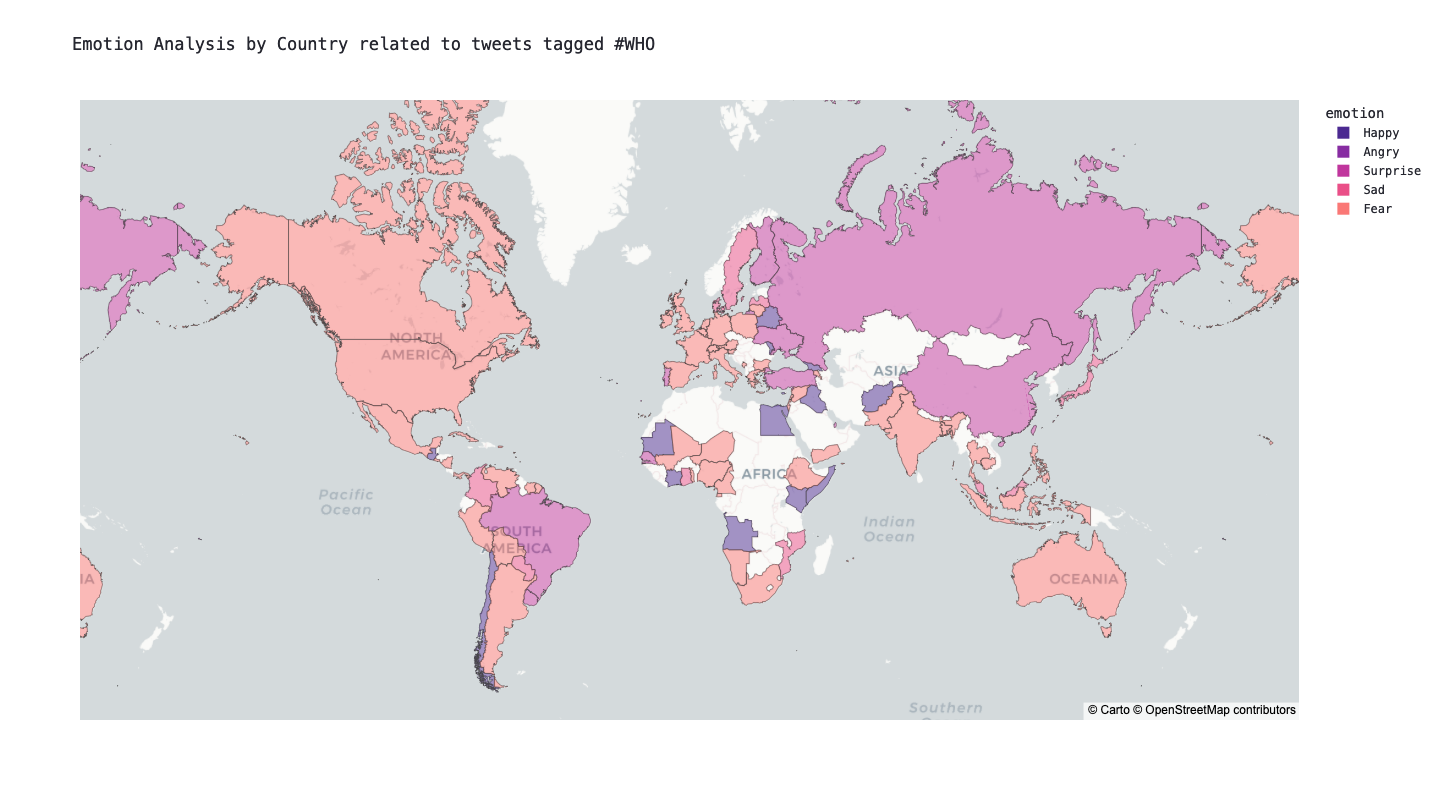 Emotion Analysis by Country related to tweets tagged #WHO
emotion
Happy
Angry
Surprise
Sad
Fear
NORTH
AMERICA
ASIA
AFRICA
Pacific
Ocean
SOUTH
AMERICA
Indian
Ocean
IA
OCEANIA
Southern
© Carto © OpenStreetMap contributors